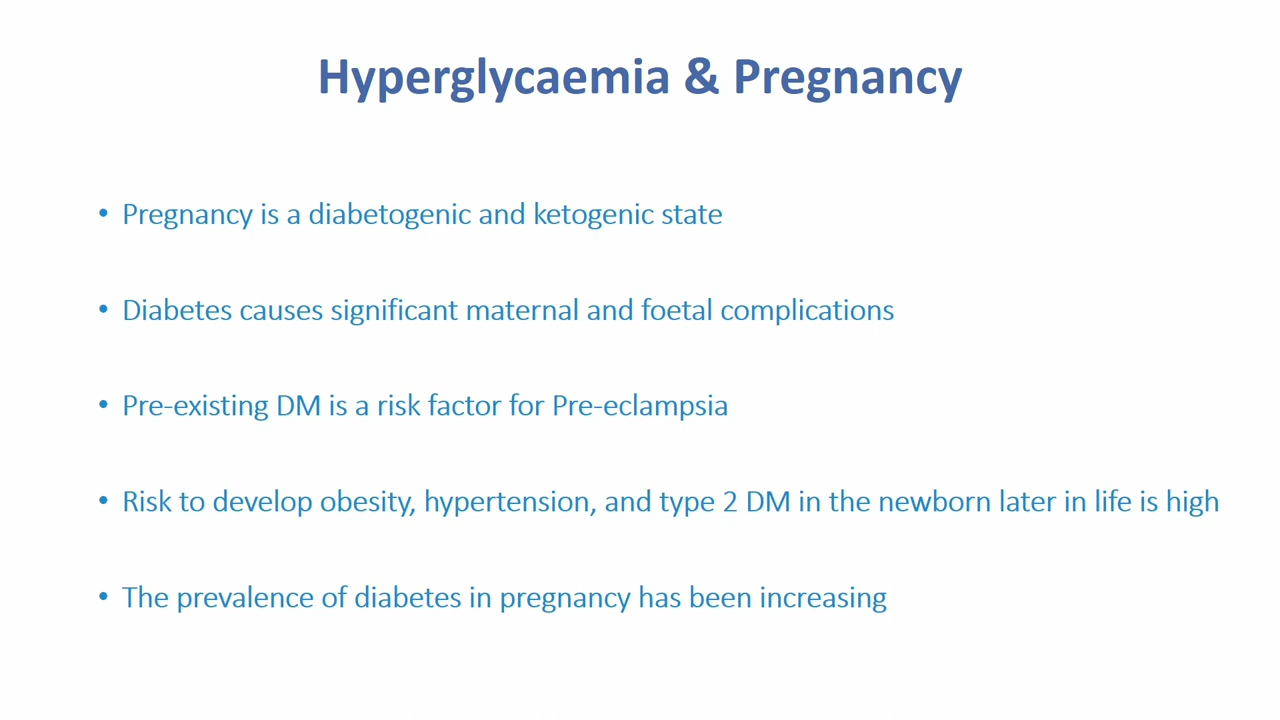 Hyperglycaemia & Pregnancy
• Pregnancy is a diabetogenic and ketogenic state
• Diabetes causes significant maternal and foetal complications
• Pre-existing DM is a risk factor for Pre-eclampsia
• Risk to develop obesity, hypertension, and type 2 DM in the newborn later in life is high
• The prevalence of diabetes in pregnancy has been increasing